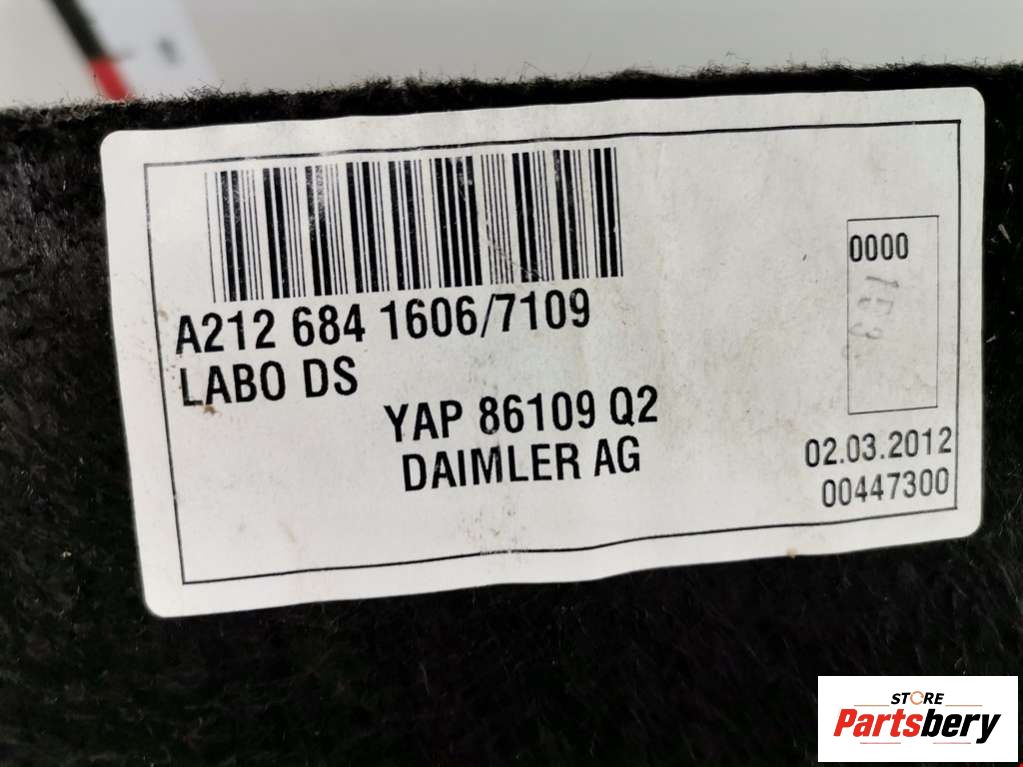 A212 684 1606/7109
LABO DS
YAP 86109 Q2
DAIMLER AG
0000
02.03.2012
00447300
STORE
Partsbery